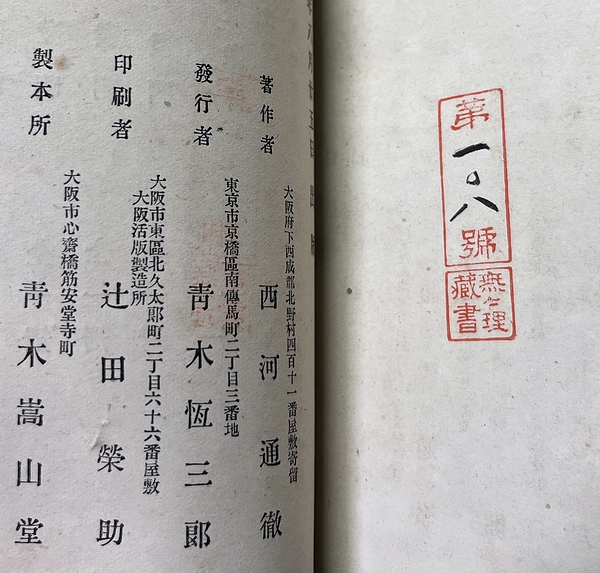 第一〇八號
無仁理
藏書
著作者
大阪府下西成郡北野村四百十一番屋敷寄留
西河通徹
發行者
東京市京橋區南傳馬町二丁目三番地
青木恆三郎
印刷者
大阪市東區北久太郎町二丁目六十六番屋敷
大阪活版製造所
辻田榮助
製本所
大阪市心齋橋筋安堂寺町
青木嵩山堂